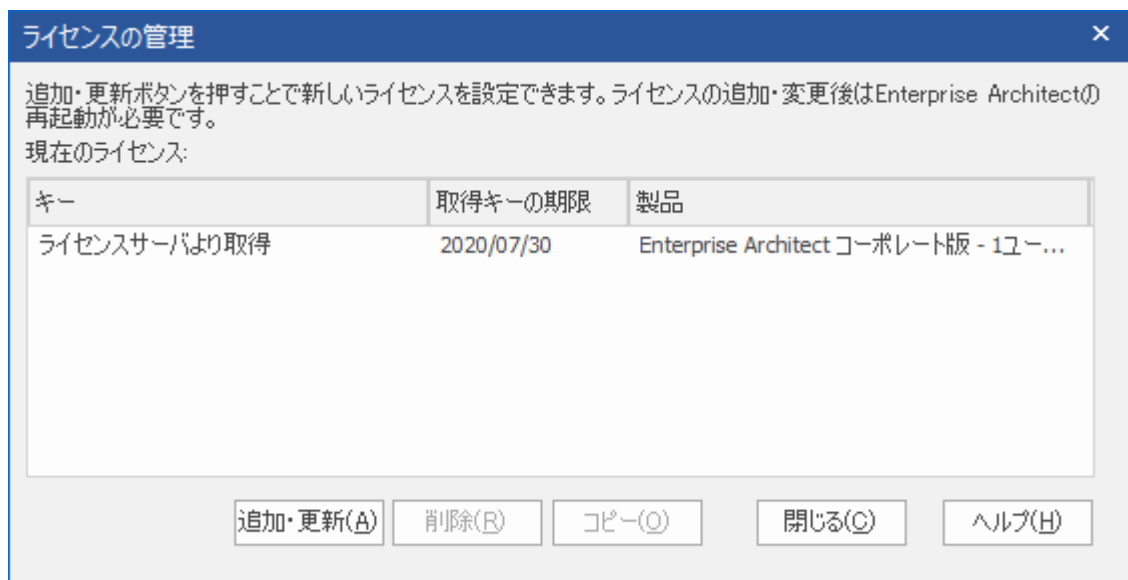 ライセンスの管理
追加・更新ボタンを押すことで新しいライセンスを設定できます。ライセンスの追加・変更後はEnterprise Architectの
再起動が必要です。
現在のライセンス:
キー 取得キーの期限 製品
ライセンスサーバより取得 2020/07/30 Enterprise Architect コーポレート版 - 1ユー...
追加・更新(A) 削除(R) コピー(O) 閉じる(C) ヘルプ(H)